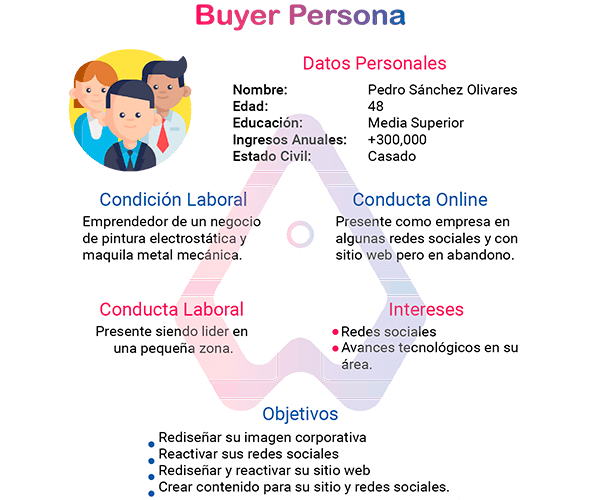 Buyer Persona
Datos Personales
Nombre: Pedro Sánchez Olivares
Edad: 48
Educación: Media Superior
Ingresos Anuales: +300,000
Estado Civil: Casado
Condición Laboral
Emprendedor de un negocio
de pintura electrostática y
maquila metal mecánica.
Conducta Online
Presente como empresa en
algunas redes sociales y con
sitio web pero en abandono.
Conducta Laboral
Presente siendo lider en
una pequeña zona.
Intereses
Redes sociales
Avances tecnológicos en su
área.
Objetivos
Rediseñar su imagen corporativa
Reactivar sus redes sociales
Rediseñar y reactivar su sitio web
Crear contenido para su sitio y redes sociales.